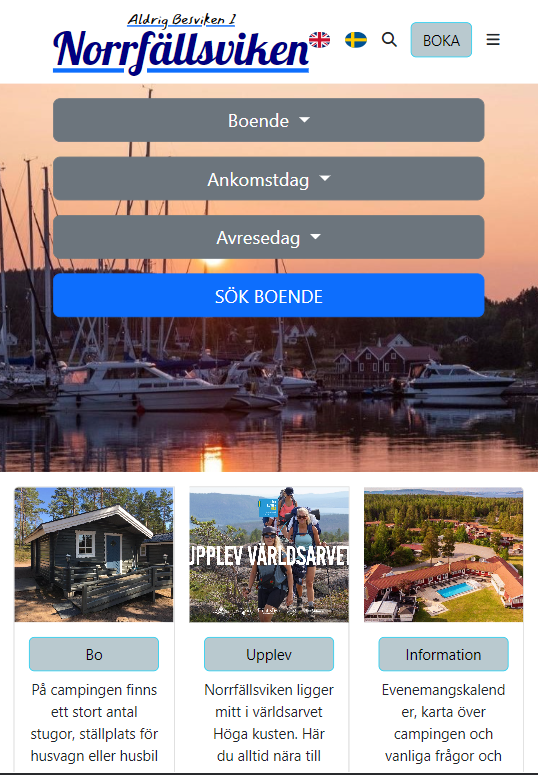 Aldrig Besviken I
Norrfällsviken
BOKA
Boende
Ankomstdag
Avresedag
SÖK BOENDE
UPPLEV VÄRLDSARVET
Bo
På campingen finns
ett stort antal
stugor, ställplats för
husvagn eller husbil
Upplev
Norrfällsviken ligger
mitt i världsarvet
Höga kusten. Här
du alltid nära till
Information
Evenemangskalend
er, karta över
campingen och
vanliga frågor och